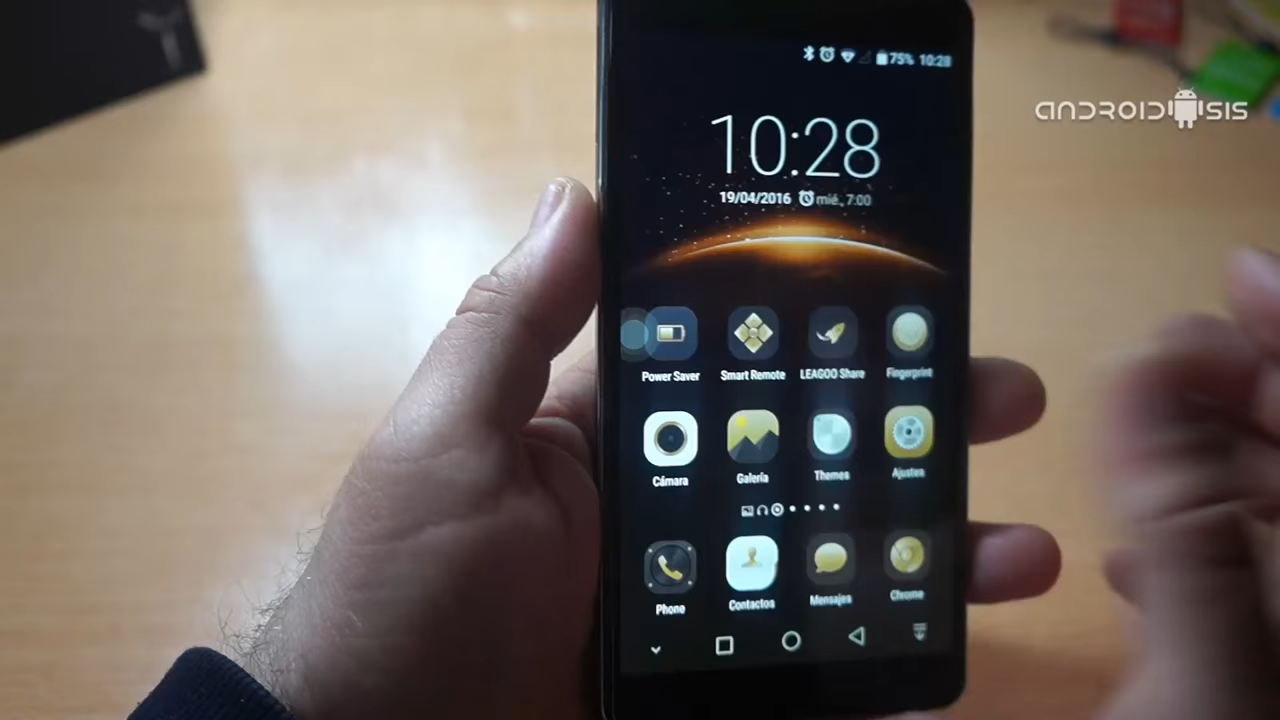 75% 10:28
ANDROIDSIS
10:28
19/04/2016 mié., 7:00
Power Saver Smart Remote LEAGOO Share Fingerprint
Cámara Galería Themes Ajustes
Phone Contactos Mensajes Chrome